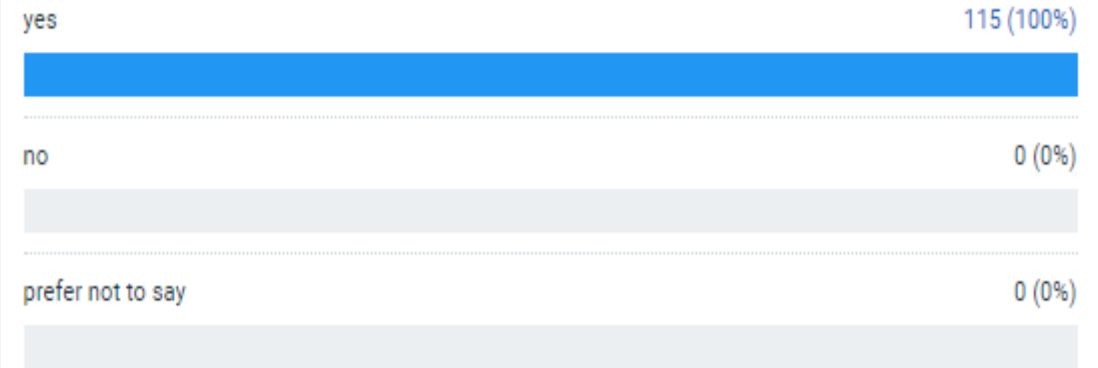 yes 115 (100%)
no 0 (0%)
prefer not to say 0 (0%)